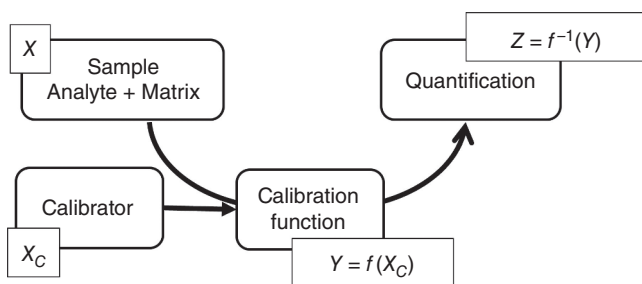 X
Sample
Analyte + Matrix
Z = f⁻¹(Y)
Quantification
Calibrator
X_C
Calibration
function
Y = f(X_C)